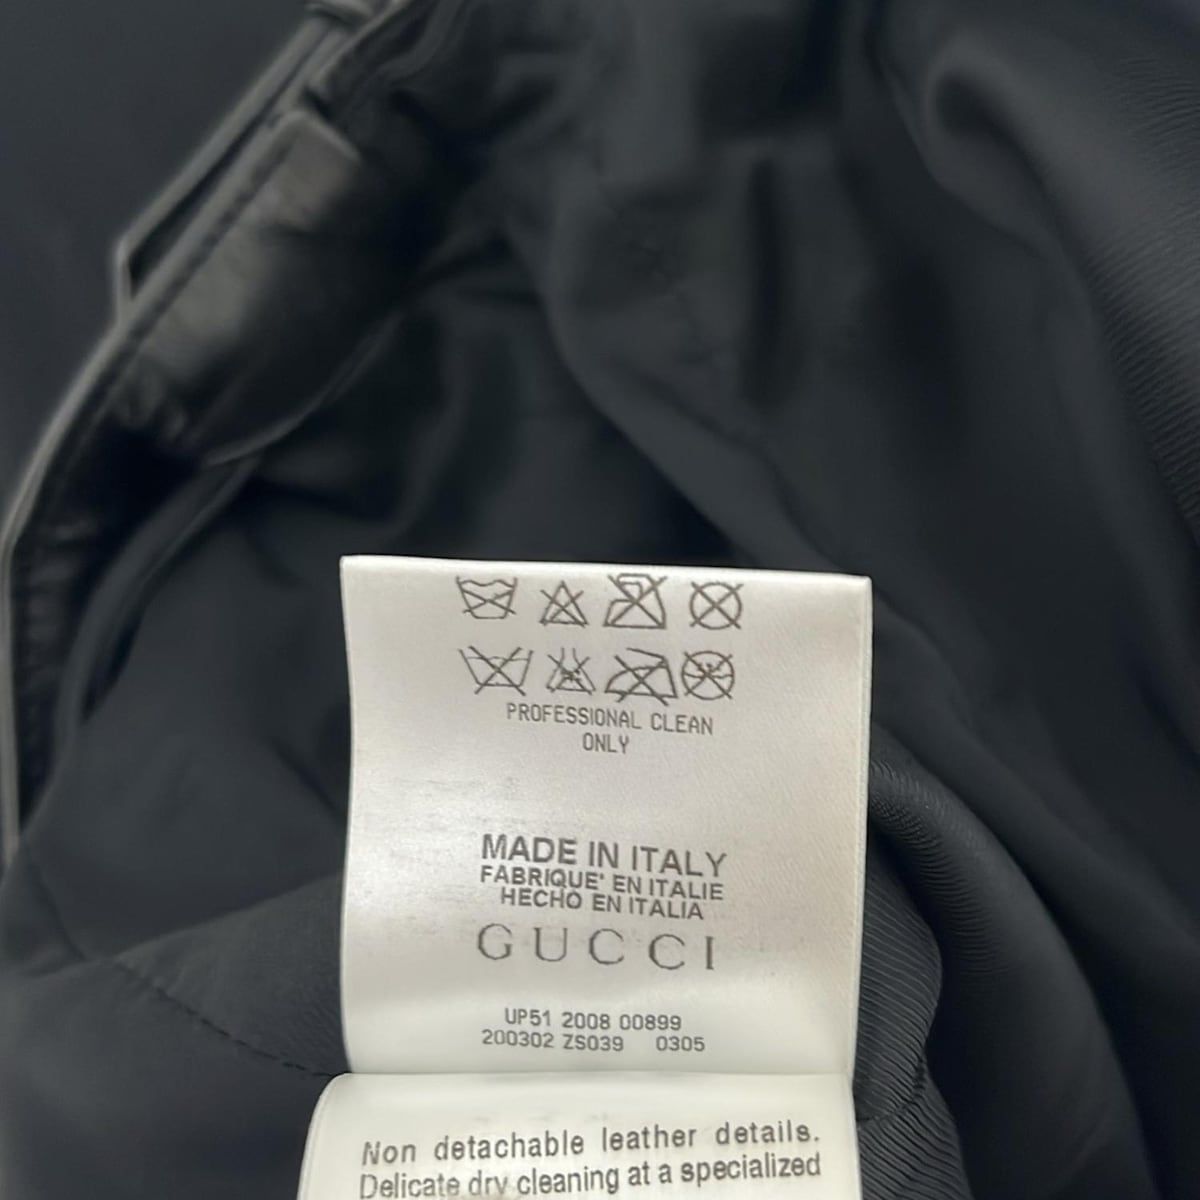 PROFESSIONAL CLEAN
ONLY
MADE IN ITALY
FABRIQUE' EN ITALIE
HECHO EN ITALIA
GUCCI
UP51 2008 00899
200302 ZS039 0305
Non detachable leather details.
Delicate dry cleaning at a specialized